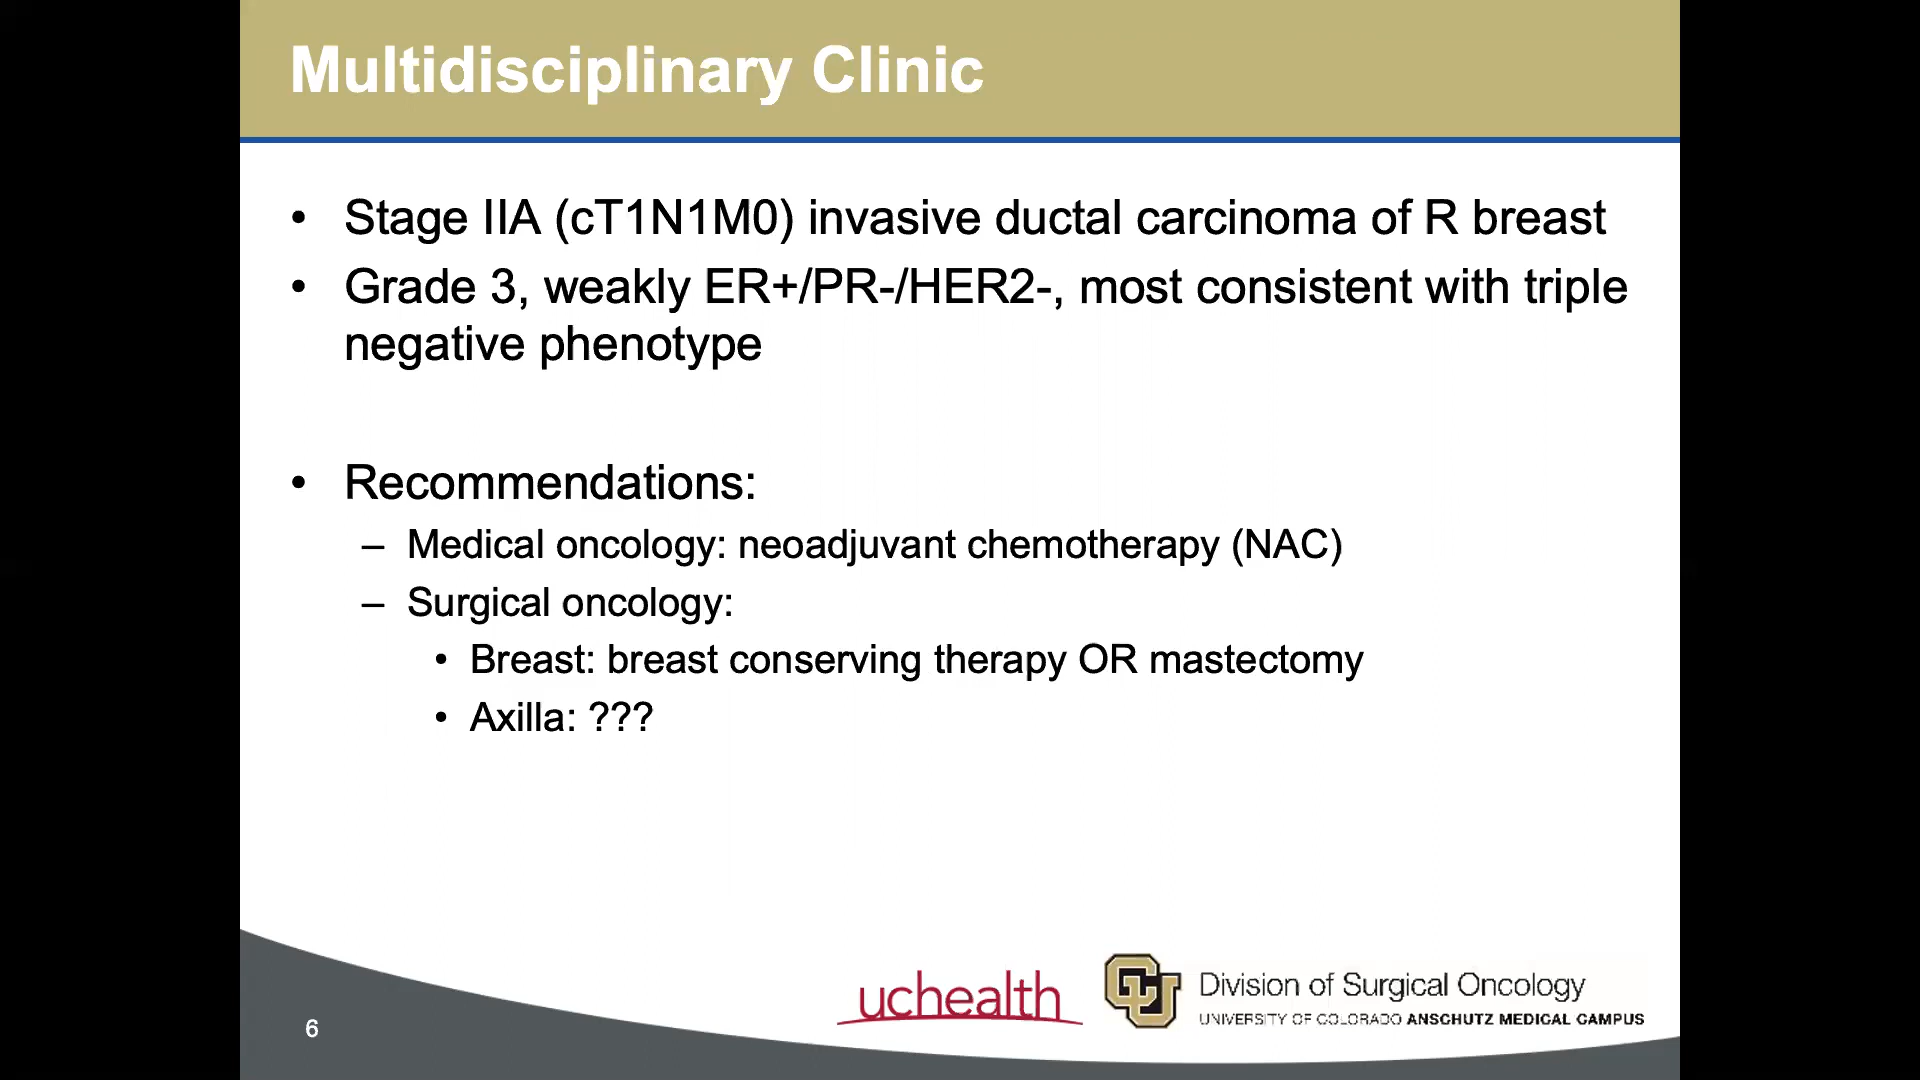 Multidisciplinary Clinic
• Stage IIA (cT1N1M0) invasive ductal carcinoma of R breast
• Grade 3, weakly ER+/PR-/HER2-, most consistent with triple
negative phenotype
• Recommendations:
– Medical oncology: neoadjuvant chemotherapy (NAC)
– Surgical oncology:
• Breast: breast conserving therapy OR mastectomy
• Axilla: ???
6
uchealth
CU
Division of Surgical Oncology
UNIVERSITY OF COLORADO ANSCHUTZ MEDICAL CAMPUS